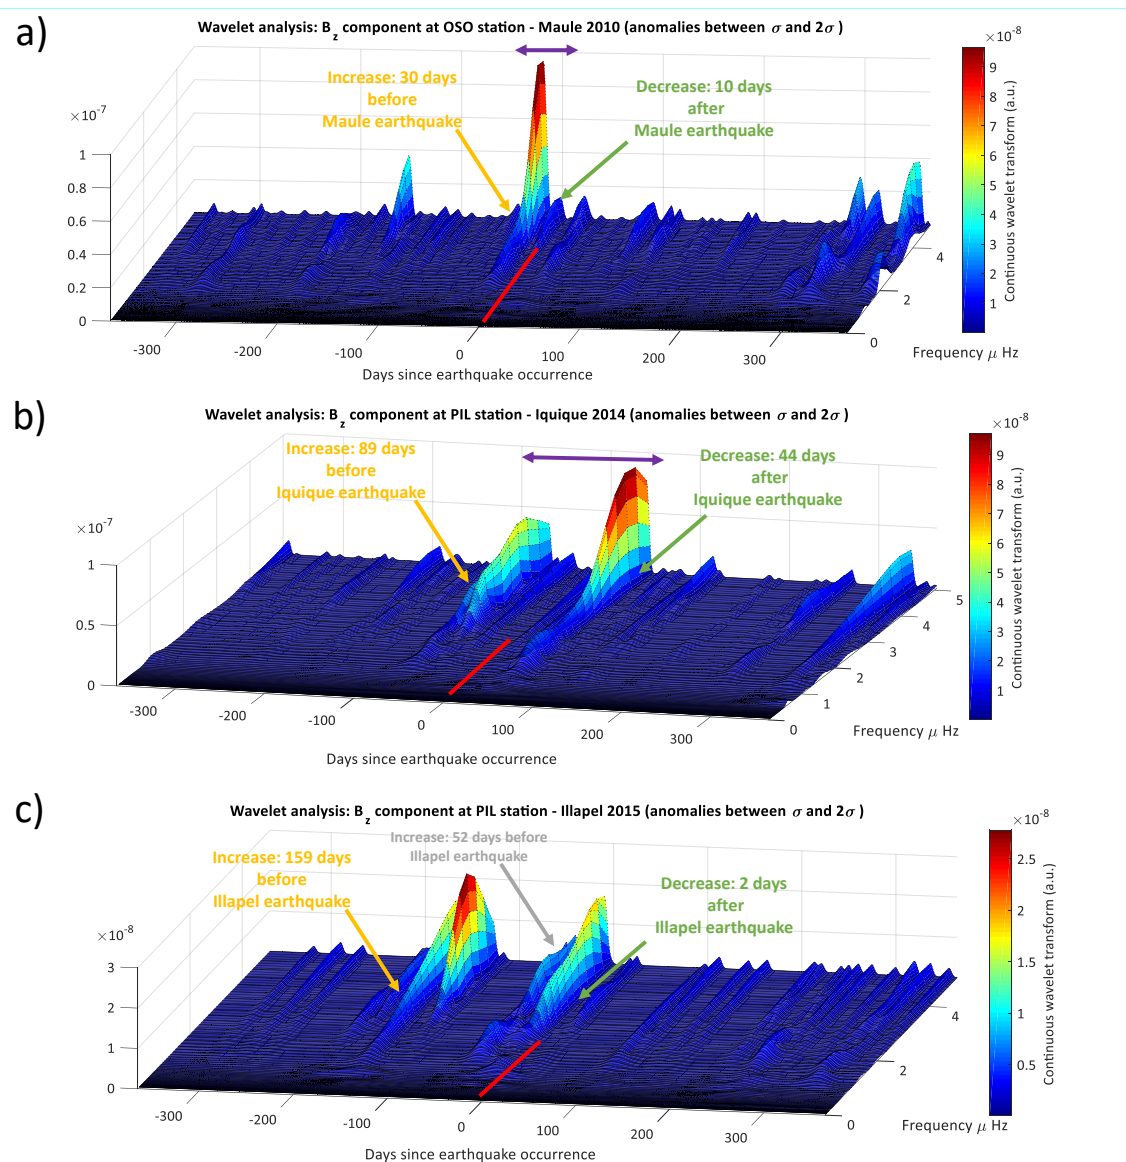 a)
Wavelet analysis: B_z component at OSO station - Maule 2010 (anomalies between σ and 2σ )
Increase: 30 days
before
Maule earthquake
Decrease: 10 days
after
Maule earthquake
×10^-7
1
0.8
0.6
0.4
0.2
0
-300
-200
-100
0
100
200
300
Days since earthquake occurrence
0
2
4
Frequency μ Hz
×10^-8
9
8
7
6
5
4
3
2
1
Continuous wavelet transform (a.u.)
b)
Wavelet analysis: B_z component at PIL station - Iquique 2014 (anomalies between σ and 2σ )
Increase: 89 days
before
Iquique earthquake
Decrease: 44 days
after
Iquique earthquake
×10^-7
1
0.5
0
-300
-200
-100
0
100
200
300
Days since earthquake occurrence
0
1
2
3
4
5
Frequency μ Hz
×10^-8
9
8
7
6
5
4
3
2
1
Continuous wavelet transform (a.u.)
c)
Wavelet analysis: B_z component at PIL station - Illapel 2015 (anomalies between σ and 2σ )
Increase: 52 days before
Illapel earthquake
Increase: 159 days
before
Illapel earthquake
Decrease: 2 days
after
Illapel earthquake
×10^-8
3
2
1
0
-300
-200
-100
0
100
200
300
Days since earthquake occurrence
0
2
4
Frequency μ Hz
×10^-8
2.5
2
1.5
1
0.5
Continuous wavelet transform (a.u.)